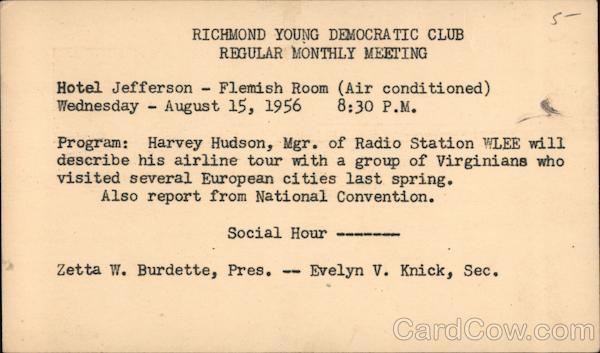 5-
RICHMOND YOUNG DEMOCRATIC CLUB
REGULAR MONTHLY MEETING
Hotel Jefferson - Flemish Room (Air conditioned)
Wednesday - August 15, 1956 8:30 P.M.
Program: Harvey Hudson, Mgr. of Radio Station WLEE will
describe his airline tour with a group of Virginians who
visited several European cities last spring.
Also report from National Convention.
Social Hour -------
Zetta W. Burdette, Pres. -- Evelyn V. Knick, Sec.
CardCow.com